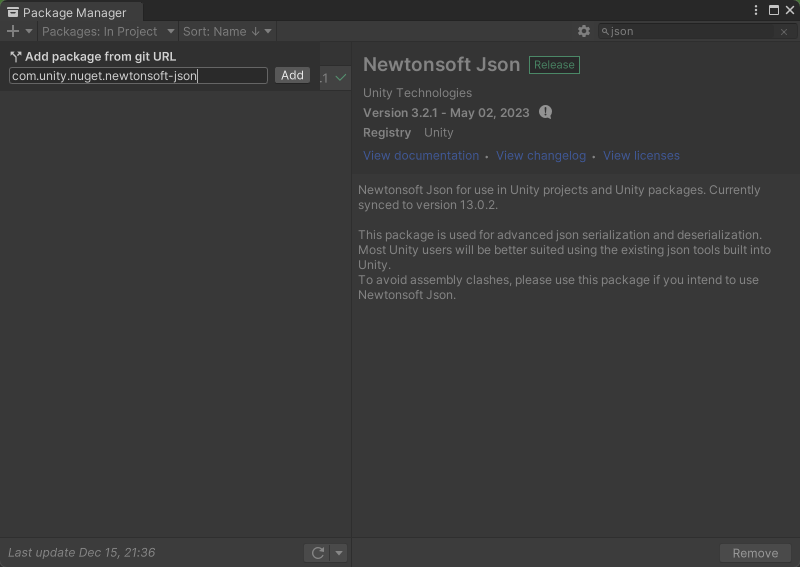 Package Manager
Packages: In Project
Sort: Name ↓
json
Add package from git URL
com.unity.nuget.newtonsoft-json
Add
.1
Newtonsoft Json
Release
Unity Technologies
Version 3.2.1 - May 02, 2023
Registry Unity
View documentation • View changelog • View licenses
Newtonsoft Json for use in Unity projects and Unity packages. Currently
synced to version 13.0.2.
This package is used for advanced json serialization and deserialization.
Most Unity users will be better suited using the existing json tools built into
Unity.
To avoid assembly clashes, please use this package if you intend to use
Newtonsoft Json.
Last update Dec 15, 21:36
Remove